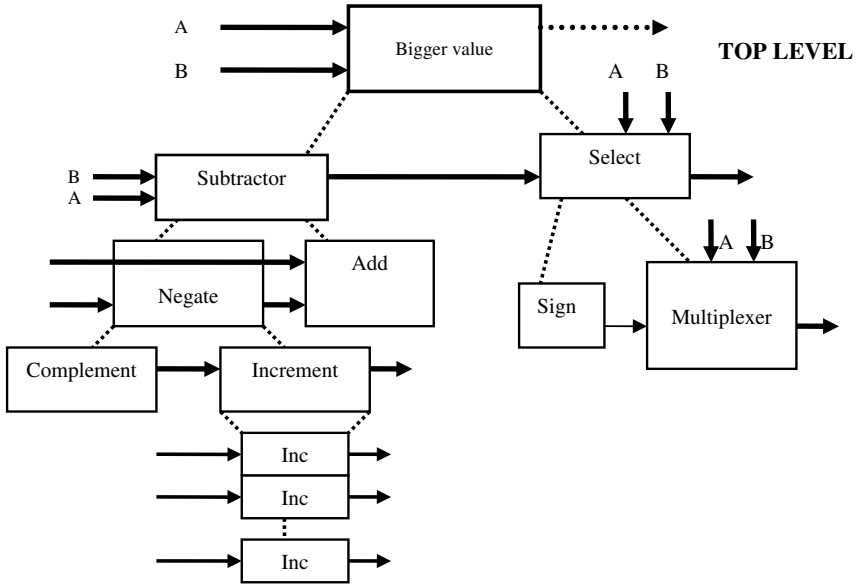 A
Bigger value
TOP LEVEL
B
A B
Select
B
Subtractor
A
A B
Add
Negate
Sign
Multiplexer
Complement
Increment
Inc
Inc
Inc